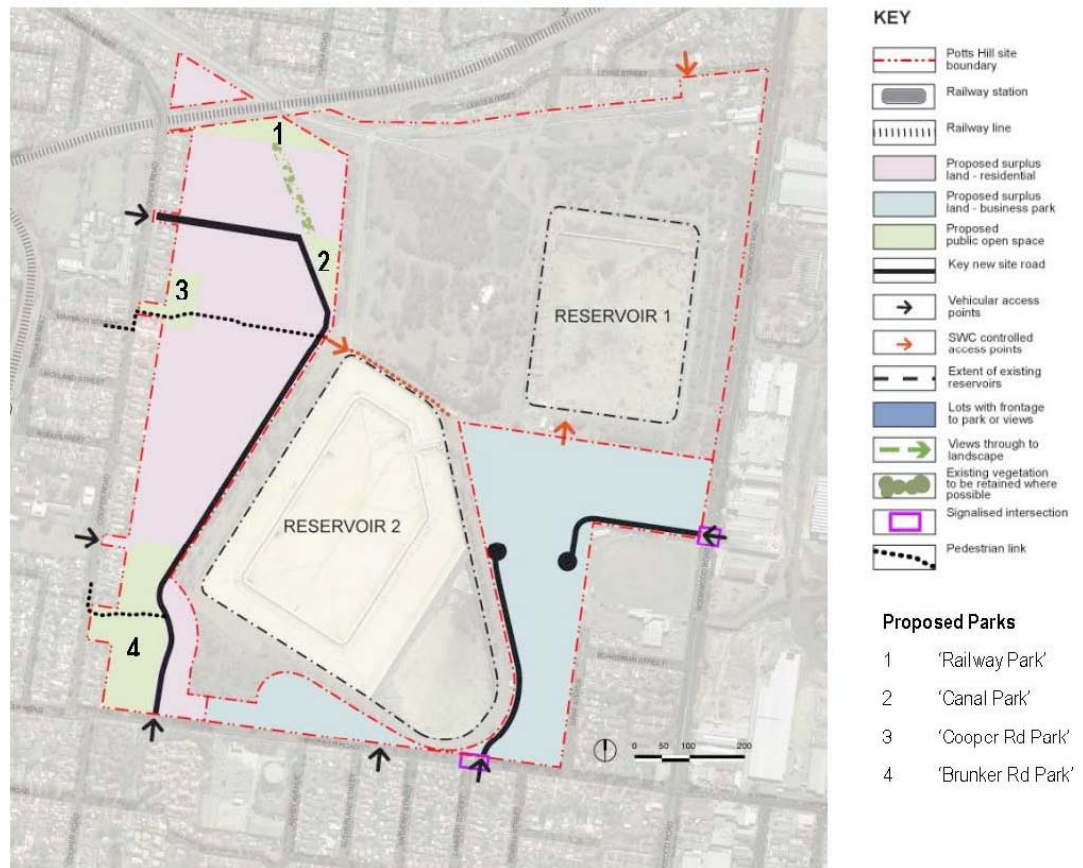 1
2
3
4
RESERVOIR 1
RESERVOIR 2
0 50 100 200
KEY
Potts Hill site
boundary
Railway station
Railway line
Proposed surplus
land - residential
Proposed surplus
land - business park
Proposed
public open space
Key new site road
Vehicular access
points
SWC controlled
access points
Extent of existing
reservoirs
Lots with frontage
to park or views
Views through to
landscape
Existing vegetation
to be retained where
possible
Signalised intersection
Pedestrian link
Proposed Parks
1 'Railway Park'
2 'Canal Park'
3 'Cooper Rd Park'
4 'Brunker Rd Park'